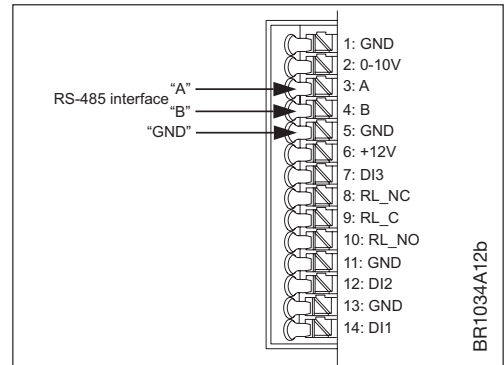 RS-485 interface
“A”
“B”
“GND”
1: GND
2: 0-10V
3: A
4: B
5: GND
6: +12V
7: DI3
8: RL_NC
9: RL_C
10: RL_NO
11: GND
12: DI2
13: GND
14: DI1
BR1034A12b